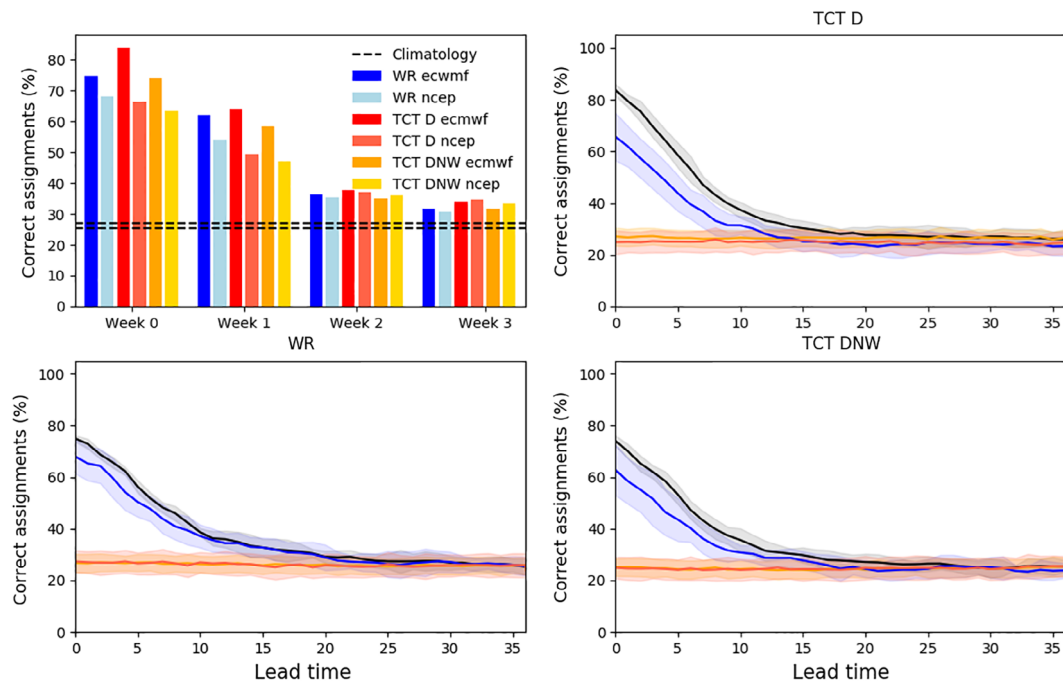 Correct assignments (%)
80
70
60
50
40
30
20
10
0
Climatology
WR ecwmf
WR ncep
TCT D ecmwf
TCT D ncep
TCT DNW ecmwf
TCT DNW ncep
Week 0 Week 1 Week 2 Week 3
TCT D
Correct assignments (%)
100
80
60
40
20
0
0 5 10 15 20 25 30 35
WR
Correct assignments (%)
100
80
60
40
20
0
0 5 10 15 20 25 30 35
Lead time
TCT DNW
Correct assignments (%)
100
80
60
40
20
0
0 5 10 15 20 25 30 35
Lead time